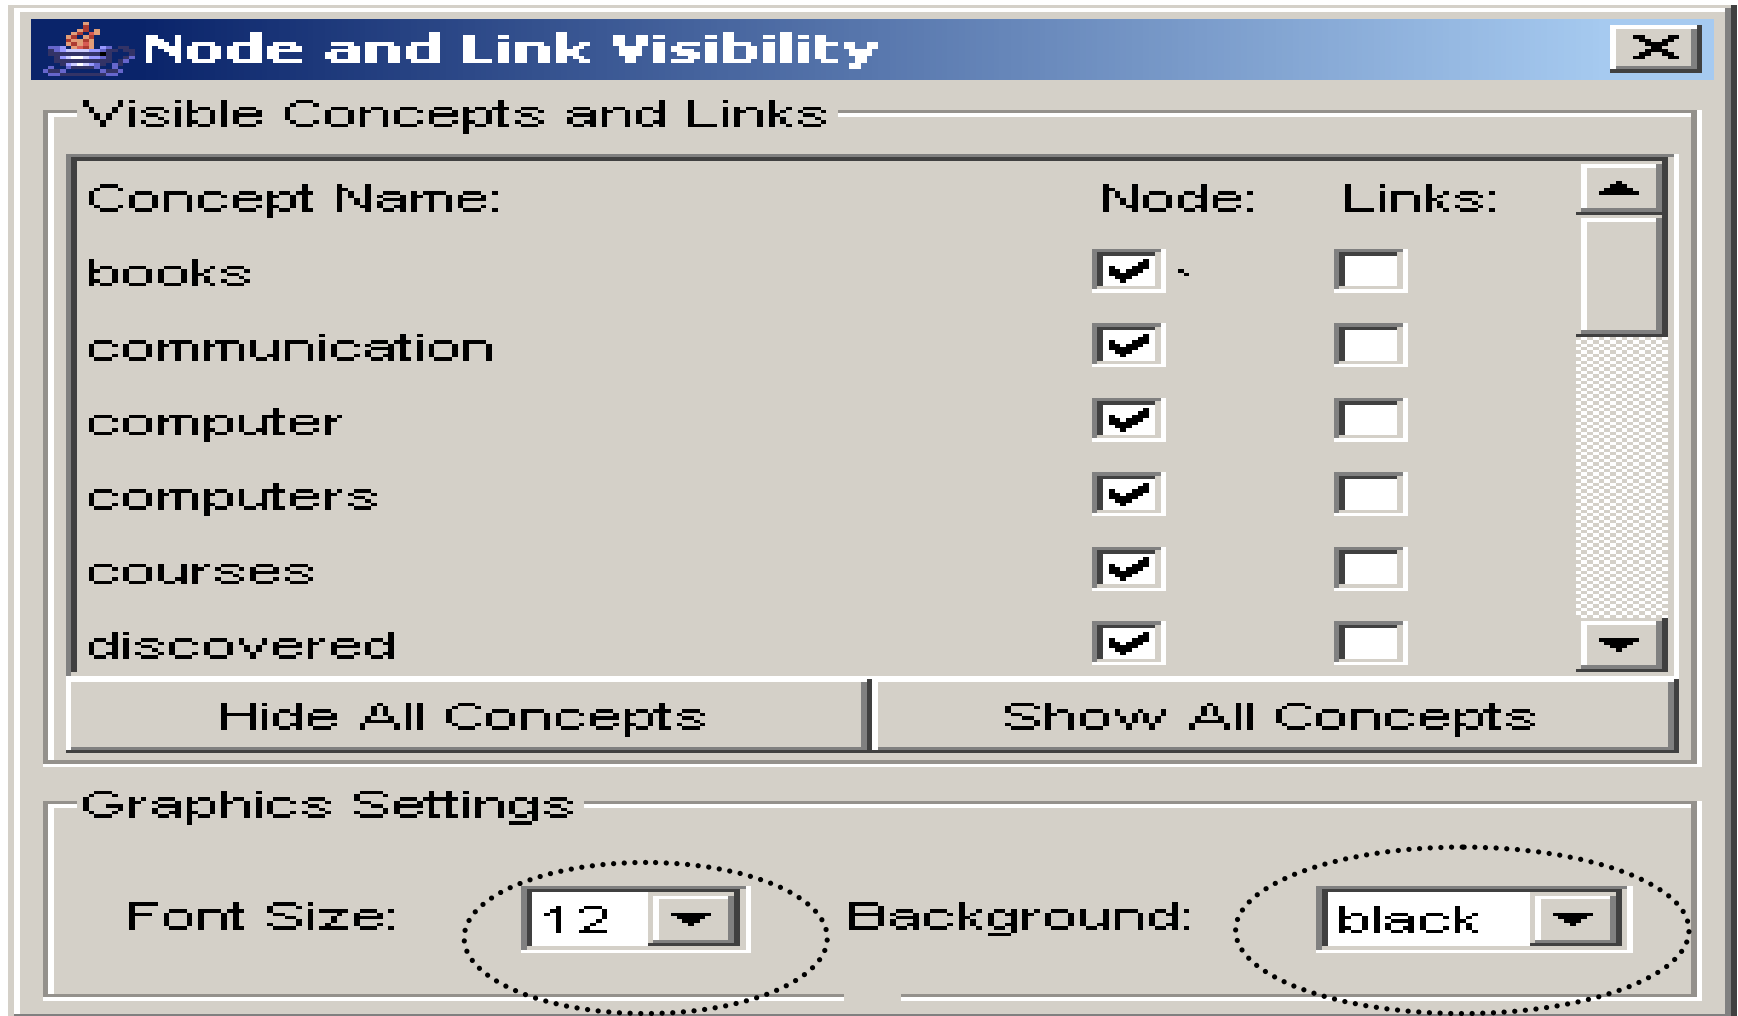 Node and Link Visibility
Visible Concepts and Links
Concept Name: Node: Links:
books
communication
computer
computers
courses
discovered
Hide All Concepts Show All Concepts
Graphics Settings
Font Size: 12 Background: black